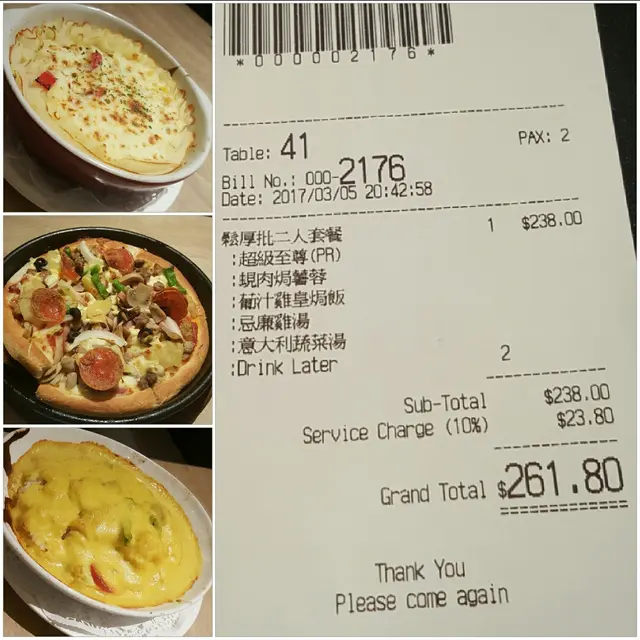 *000002176*
Table: 41 PAX: 2
Bill No.: 000-2176
Date: 2017/03/05 20:42:58
鬆厚批二人套餐 1 $238.00
:超級至尊(PR)
:蜆肉焗薯蓉
:葡汁雞皇焗飯
:忌廉雞湯
:意大利蔬菜湯
:Drink Later 2
Sub-Total $238.00
Service Charge (10%) $23.80
Grand Total $261.80
Thank You
Please come again